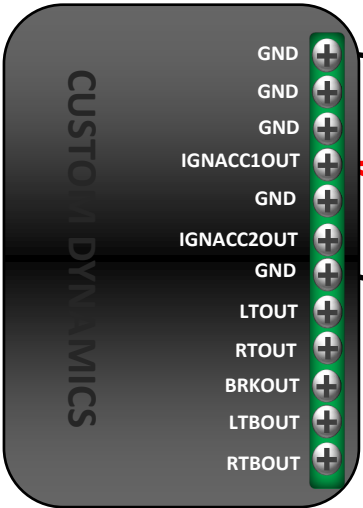 CUSTOM DYNAMICS
GND
GND
GND
IGNACC1OUT
GND
IGNACC2OUT
GND
LTOUT
RTOUT
BRKOUT
LTBOUT
RTBOUT